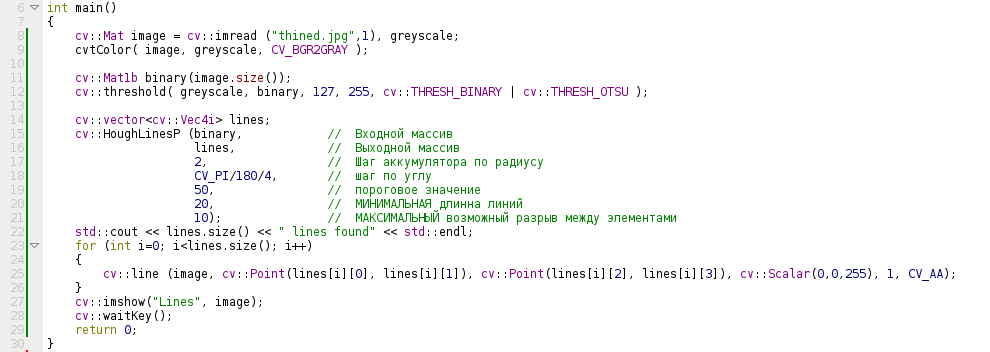 6 int main()
7 {
8 cv::Mat image = cv::imread ("thined.jpg",1), greyscale;
9 cvtColor( image, greyscale, CV_BGR2GRAY );
10
11 cv::Mat1b binary(image.size());
12 cv::threshold( greyscale, binary, 127, 255, cv::THRESH_BINARY | cv::THRESH_OTSU );
13
14 cv::vector<cv::Vec4i> lines;
15 cv::HoughLinesP (binary, // Входной массив
16 lines, // Выходной массив
17 2, // Шаг аккумулятора по радиусу
18 CV_PI/180/4, // шаг по углу
19 50, // пороговое значение
20 20, // МИНИМАЛЬНАЯ длинна линий
21 10); // МАКСИМАЛЬНЫЙ возможный разрыв между элементами
22 std::cout << lines.size() << " lines found" << std::endl;
23 for (int i=0; i<lines.size(); i++)
24 {
25 cv::line (image, cv::Point(lines[i][0], lines[i][1]), cv::Point(lines[i][2], lines[i][3]), cv::Scalar(0,0,255), 1, CV_AA);
26 }
27 cv::imshow("Lines", image);
28 cv::waitKey();
29 return 0;
30 }